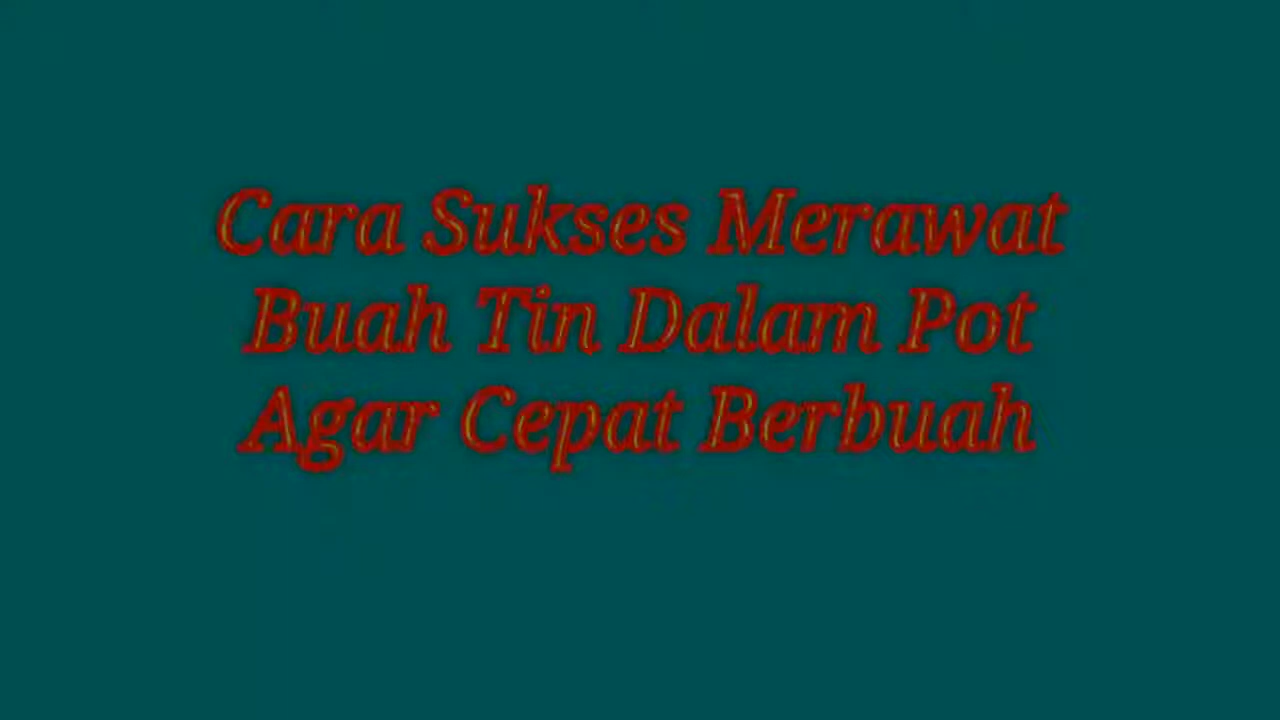 Cara Sukses Merawat
Buah Tin Dalam Pot
Agar Cepat Berbuah